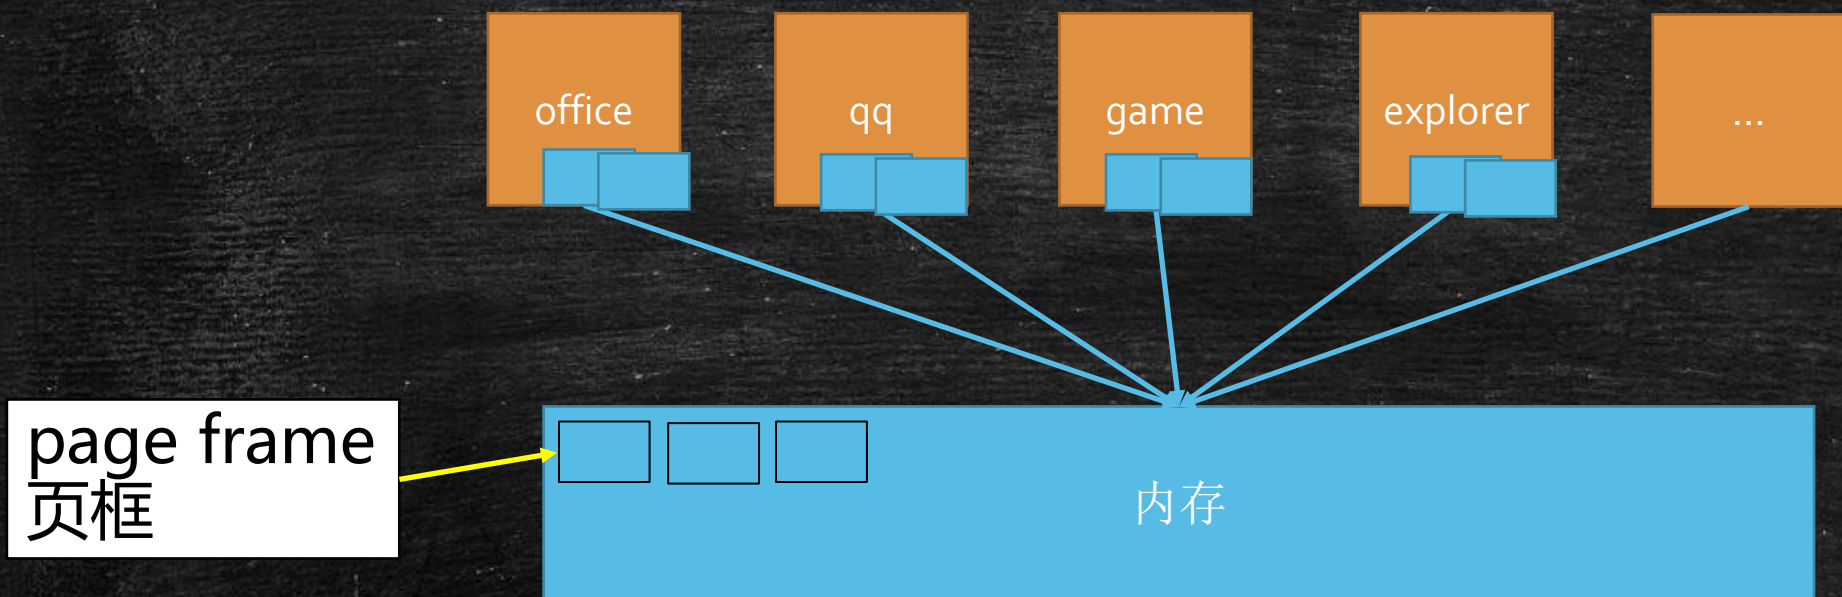 office
qq
game
explorer
...
page frame
页框
内存